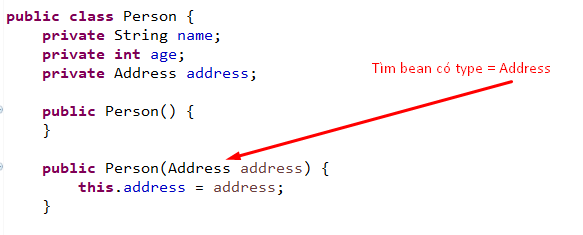 public class Person {
private String name;
private int age;
private Address address;
Tìm bean có type = Address
public Person() {
}
public Person(Address address) {
this.address = address;
}